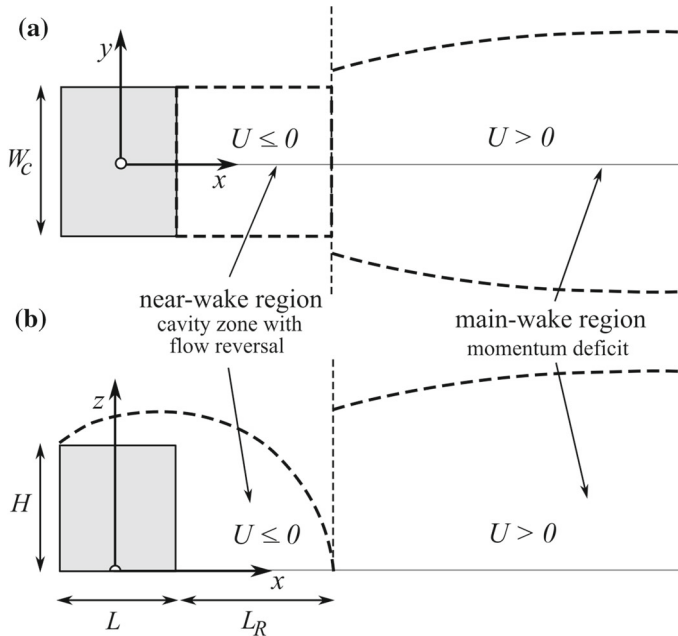 (a)
y
U ≤ 0
U > 0
W_c
x
near-wake region
cavity zone with
flow reversal
main-wake region
momentum deficit
(b)
z
H
U ≤ 0
U > 0
x
L
L_R